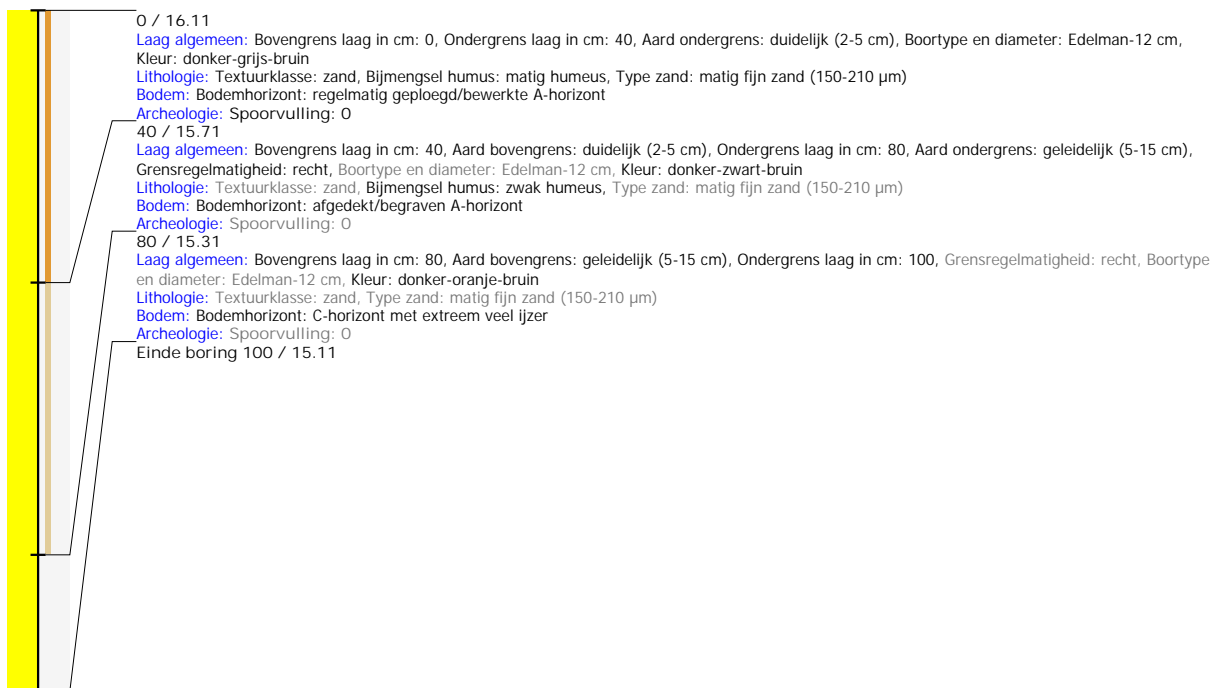 0 / 16.11
Laag algemeen: Bovengrens laag in cm: 0, Ondergrens laag in cm: 40, Aard ondergrens: duidelijk (2-5 cm), Boortype en diameter: Edelman-12 cm,
Kleur: donker-grijs-bruin
Lithologie: Textuurklasse: zand, Bijmengsel humus: matig humeus, Type zand: matig fijn zand (150-210 µm)
Bodem: Bodemhorizont: regelmatig geploegd/bewerkte A-horizont
Archeologie: Spoorvulling: 0
40 / 15.71
Laag algemeen: Bovengrens laag in cm: 40, Aard bovengrens: duidelijk (2-5 cm), Ondergrens laag in cm: 80, Aard ondergrens: geleidelijk (5-15 cm),
Grensregelmatigheid: recht, Boortype en diameter: Edelman-12 cm, Kleur: donker-zwart-bruin
Lithologie: Textuurklasse: zand, Bijmengsel humus: zwak humeus, Type zand: matig fijn zand (150-210 µm)
Bodem: Bodemhorizont: afgedekt/begraven A-horizont
Archeologie: Spoorvulling: 0
80 / 15.31
Laag algemeen: Bovengrens laag in cm: 80, Aard bovengrens: geleidelijk (5-15 cm), Ondergrens laag in cm: 100, Grensregelmatigheid: recht, Boortype
en diameter: Edelman-12 cm, Kleur: donker-oranje-bruin
Lithologie: Textuurklasse: zand, Type zand: matig fijn zand (150-210 µm)
Bodem: Bodemhorizont: C-horizont met extreem veel ijzer
Archeologie: Spoorvulling: 0
Einde boring 100 / 15.11